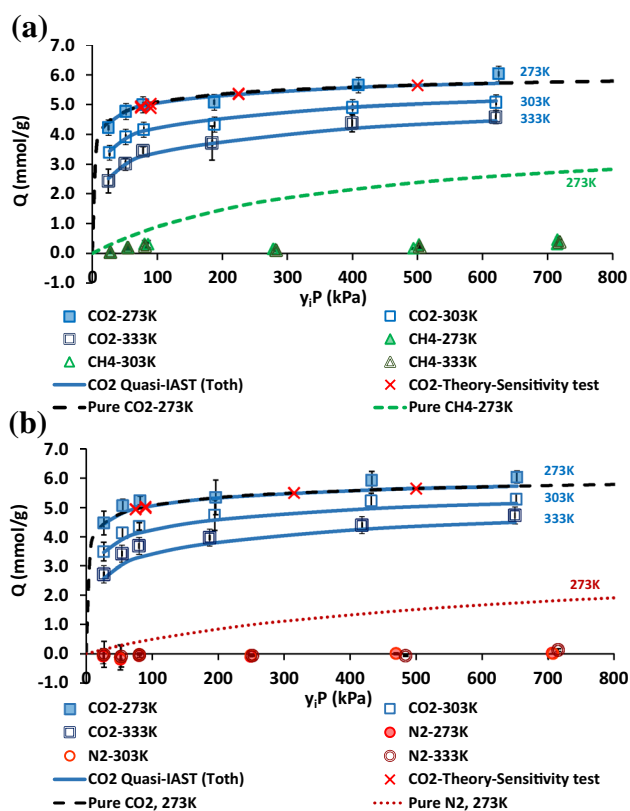 (a)
7.0
6.0
5.0
4.0
3.0
2.0
1.0
0.0
-1.0
Q (mmol/g)
273K
303K
333K
273K
0 100 200 300 400 500 600 700 800
yiP (kPa)
CO2-273K CO2-303K
CO2-333K CH4-273K
CH4-303K CH4-333K
CO2 Quasi-IAST (Toth) CO2-Theory-Sensitivity test
Pure CO2-273K Pure CH4-273K
(b)
7.0
6.0
5.0
4.0
3.0
2.0
1.0
0.0
-1.0
Q (mmol/g)
273K
303K
333K
273K
0 100 200 300 400 500 600 700 800
yiP (kPa)
CO2-273K CO2-303K
CO2-333K N2-273K
N2-303K N2-333K
CO2 Quasi-IAST (Toth) CO2-Theory-Sensitivity test
Pure CO2, 273K Pure N2, 273K